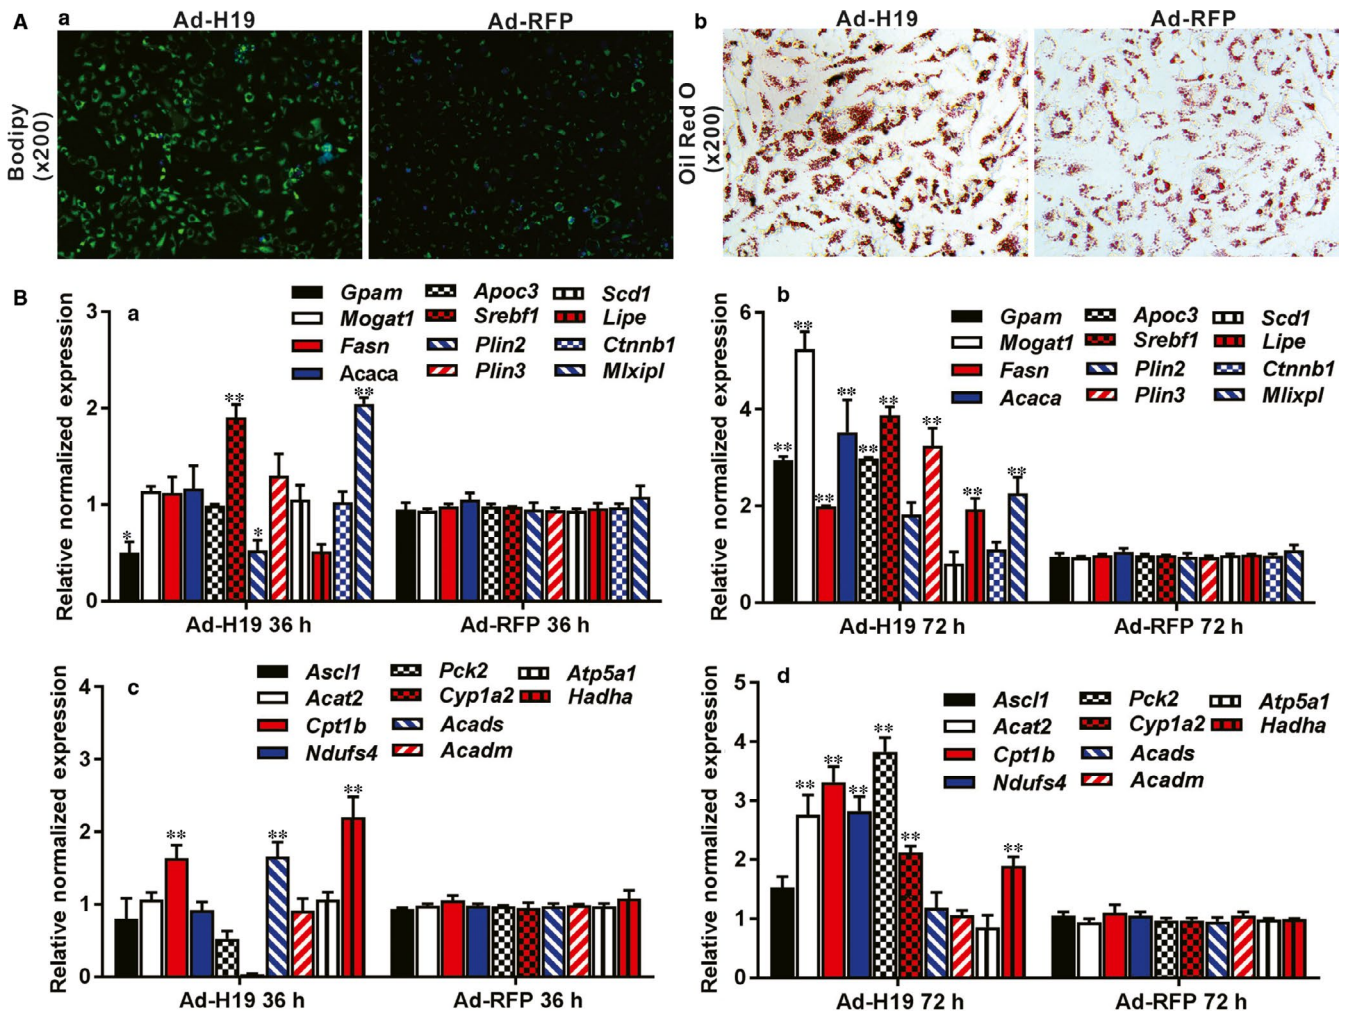 A
a
Ad-H19
Ad-RFP
Bodipy
(x200)
b
Ad-H19
Ad-RFP
Oil Red O
(x200)
B
a
Relative normalized expression
3
2
1
0
Gpam
Mogat1
Fasn
Acaca
Apoc3
Srebf1
Plin2
Plin3
Scd1
Lipe
Ctnnb1
Mlxipl
*
**
*
**
Ad-H19 36 h
Ad-RFP 36 h
b
Relative normalized expression
6
4
2
0
Gpam
Mogat1
Fasn
Acaca
Apoc3
Srebf1
Plin2
Plin3
Scd1
Lipe
Ctnnb1
Mlixpl
**
**
**
**
**
**
**
**
**
Ad-H19 72 h
Ad-RFP 72 h
c
Relative normalized expression
4
3
2
1
0
Ascl1
Acat2
Cpt1b
Ndufs4
Pck2
Cyp1a2
Acads
Acadm
Atp5a1
Hadha
**
**
**
Ad-H19 36 h
Ad-RFP 36 h
d
Relative normalized expression
5
4
3
2
1
0
Ascl1
Acat2
Cpt1b
Ndufs4
Pck2
Cyp1a2
Acads
Acadm
Atp5a1
Hadha
**
**
**
**
**
**
Ad-H19 72 h
Ad-RFP 72 h